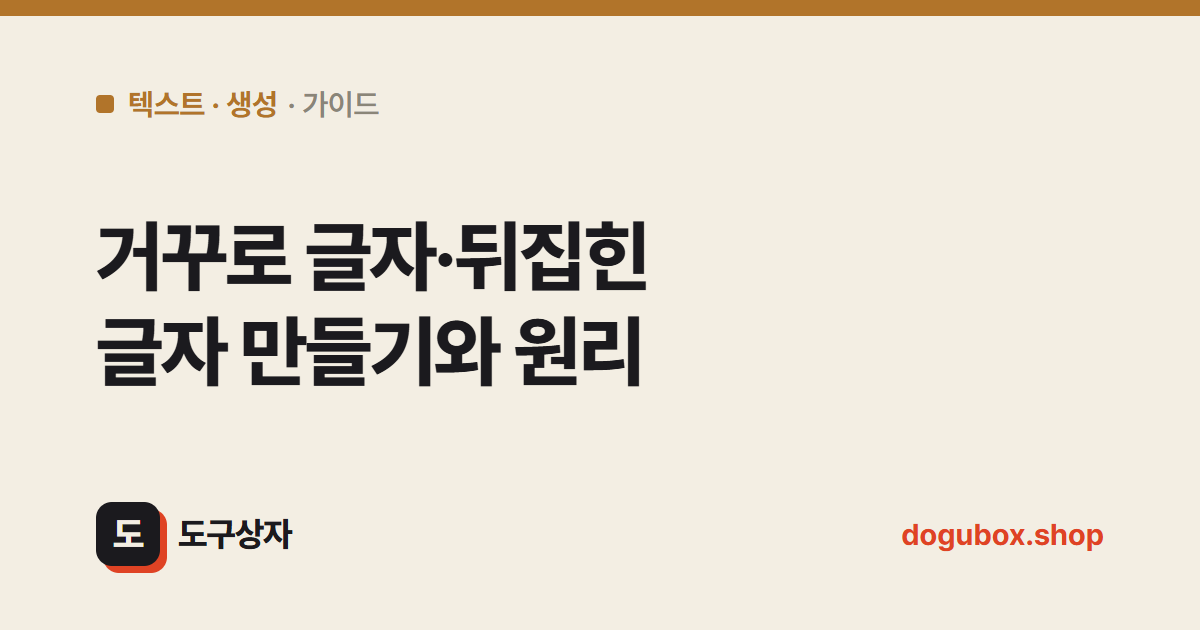 텍스트 · 생성 · 가이드
거꾸로 글자·뒤집힌
글자 만들기와 원리
도 도구상자
dogubox.shop